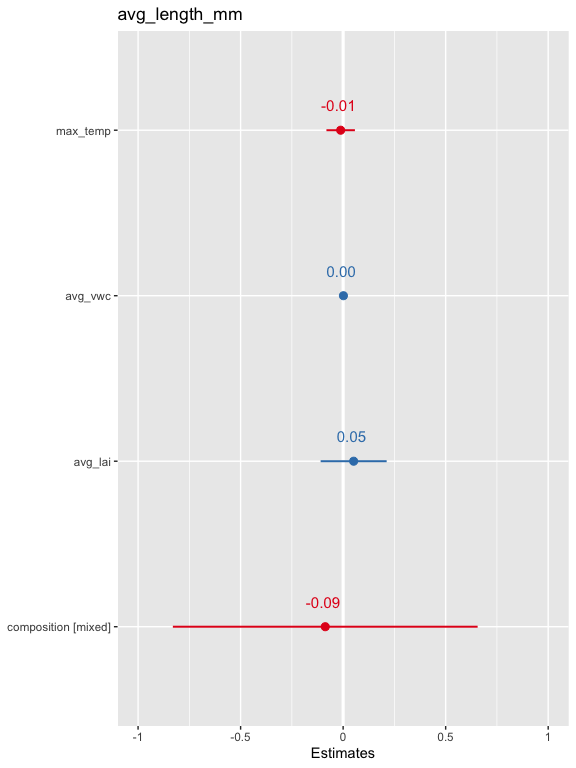 avg_length_mm
-0.01
max_temp
0.00
avg_vwc
0.05
avg_lai
-0.09
composition [mixed]
-1 -0.5 0 0.5 1
Estimates